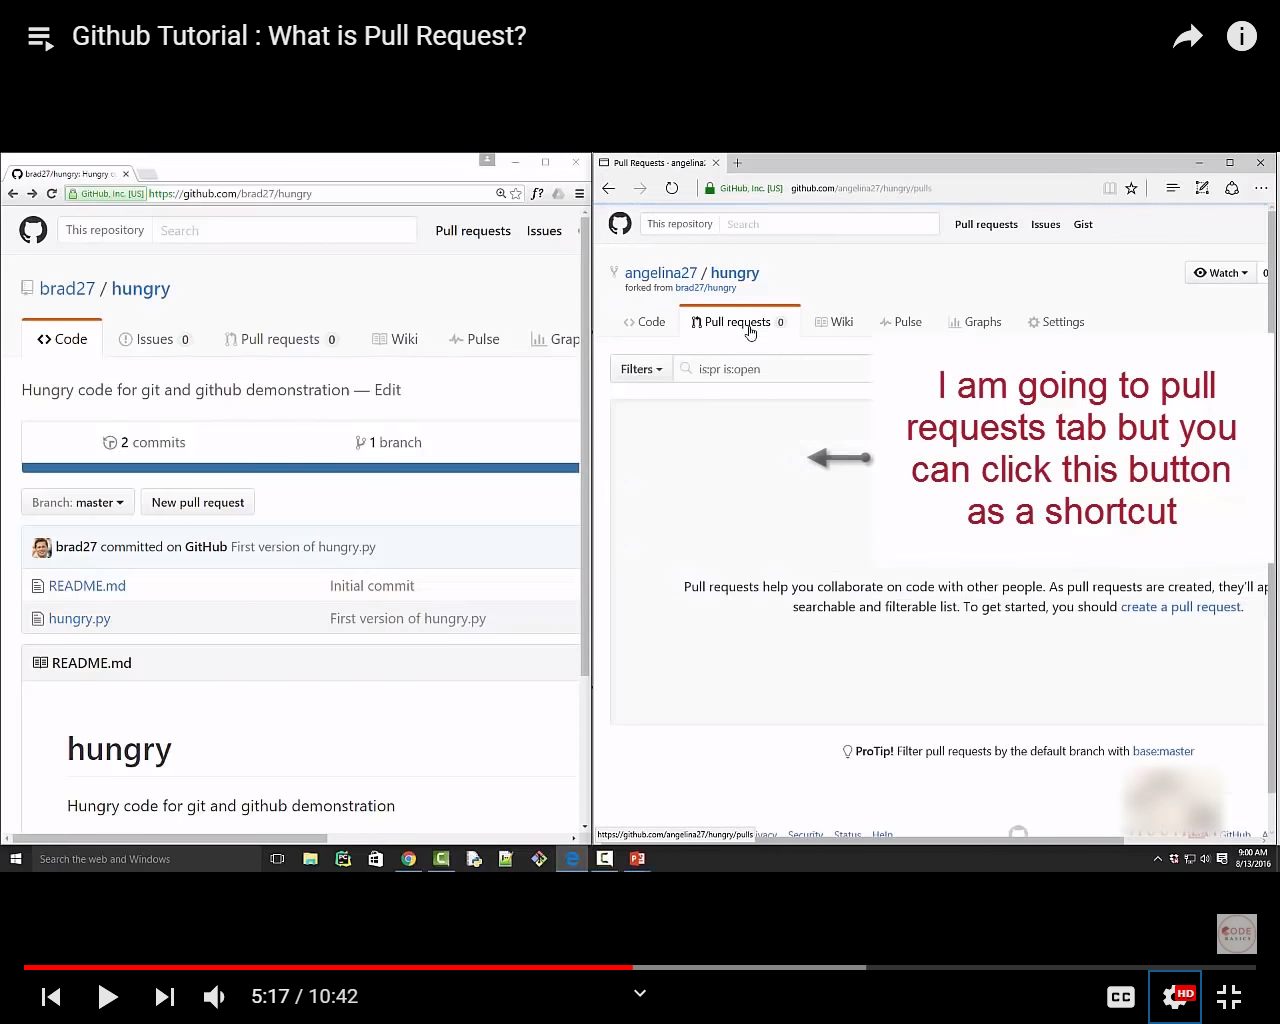 Github Tutorial : What is Pull Request?
brad27/hungry: Hungry c
GitHub, Inc. [US] https://github.com/brad27/hungry
f?
This repository Search Pull requests Issues
brad27 / hungry
Code Issues 0 Pull requests 0 Wiki Pulse Grap
Hungry code for git and github demonstration — Edit
2 commits 1 branch
Branch: master New pull request
brad27 committed on GitHub First version of hungry.py
README.md Initial commit
hungry.py First version of hungry.py
README.md
hungry
Hungry code for git and github demonstration
Pull Requests - angelina:
GitHub, Inc. [US] github.com/angelina27/hungry/pulls
This repository Search Pull requests Issues Gist
angelina27 / hungry Watch 0
forked from brad27/hungry
Code Pull requests 0 Wiki Pulse Graphs Settings
Filters is:pr is:open
I am going to pull
requests tab but you
can click this button
as a shortcut
Pull requests help you collaborate on code with other people. As pull requests are created, they'll ap
searchable and filterable list. To get started, you should create a pull request.
ProTip! Filter pull requests by the default branch with base:master
https://github.com/angelina27/hungry/pulls ivacy Security Status Help GitHub A
Search the web and Windows
9:00 AM
8/13/2016
CODE
BASICS
5:17 / 10:42
CC
HD